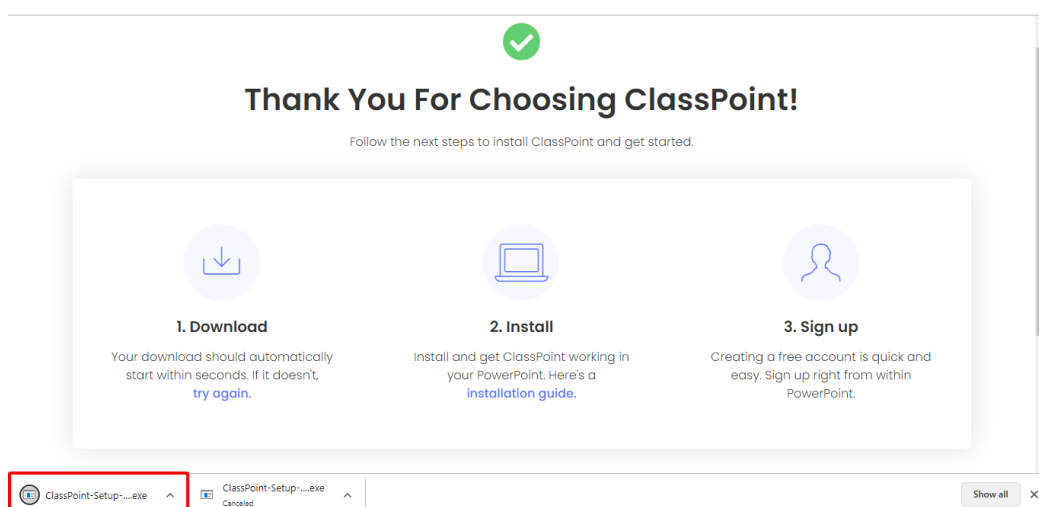 Thank You For Choosing ClassPoint!
Follow the next steps to install ClassPoint and get started.
1. Download
Your download should automatically
start within seconds. If it doesn't,
try again.
2. Install
Install and get ClassPoint working in
your PowerPoint. Here's a
installation guide.
3. Sign up
Creating a free account is quick and
easy. Sign up right from within
PowerPoint.
ClassPoint-Setup-....exe
ClassPoint-Setup-....exe
Canceled
Show all